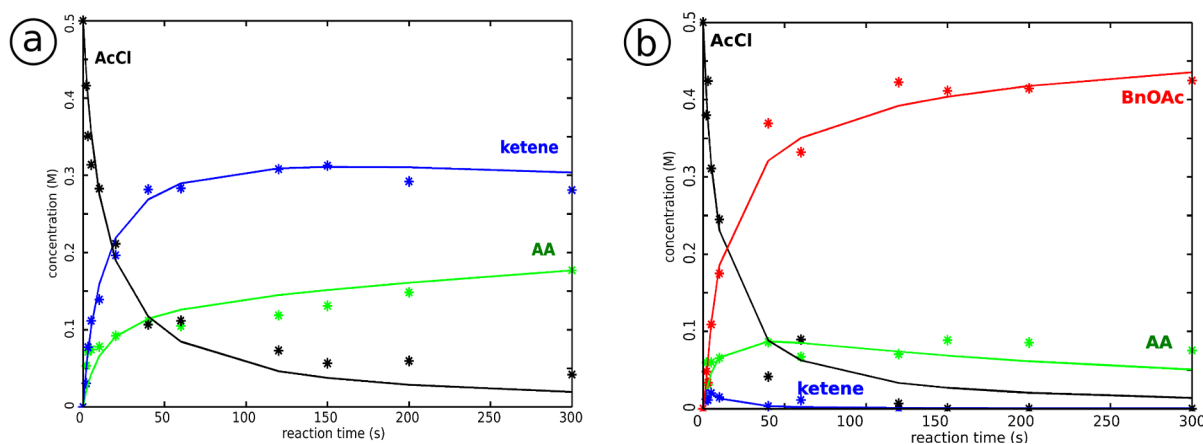 a
AcCl
ketene
AA
concentration (M)
0.5
0.4
0.3
0.2
0.1
0
0 50 100 150 200 250 300
reaction time (s)
b
AcCl
BnOAc
AA
ketene
concentration (M)
0.5
0.4
0.3
0.2
0.1
0
0 50 100 150 200 250 300
reaction time (s)